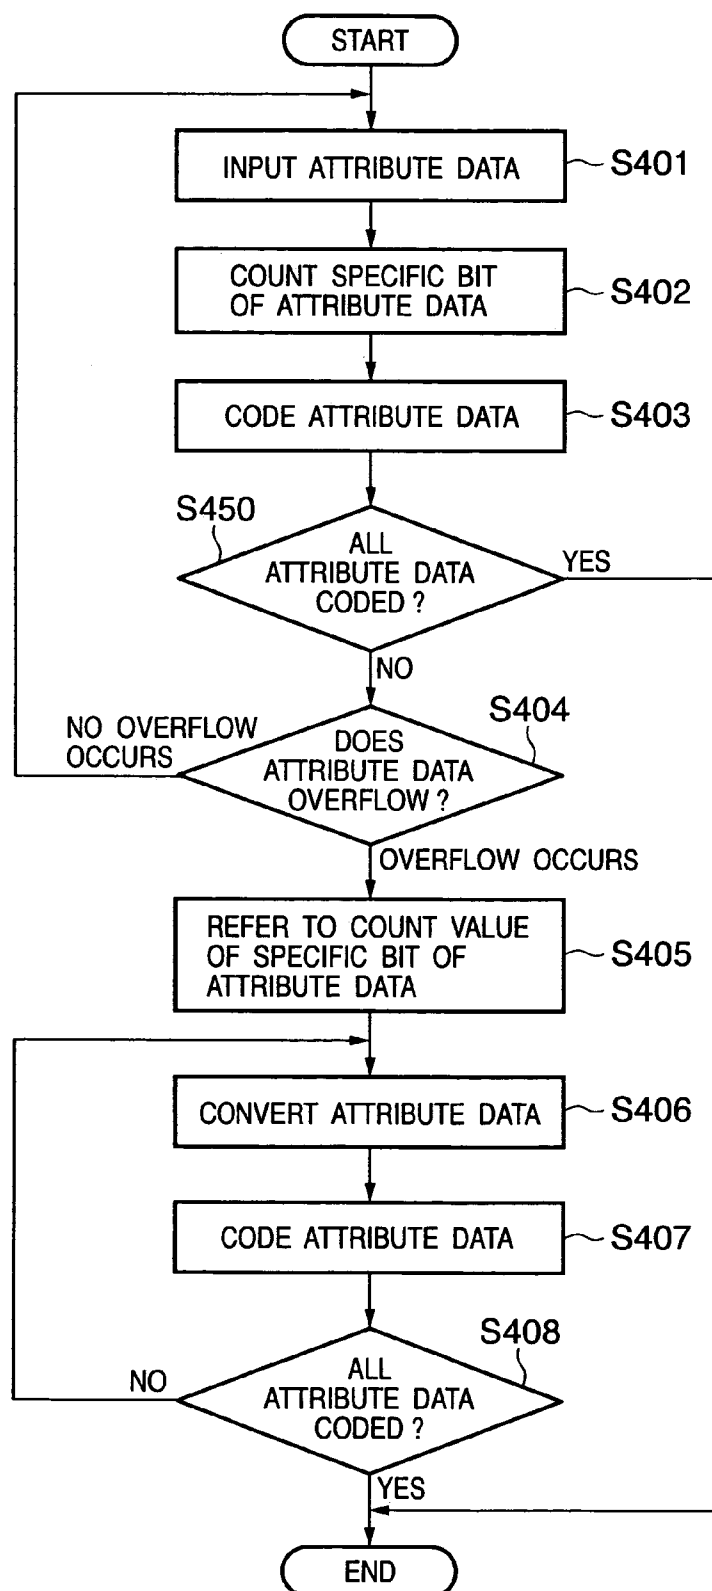 START
INPUT ATTRIBUTE DATA
S401
COUNT SPECIFIC BIT
OF ATTRIBUTE DATA
S402
CODE ATTRIBUTE DATA
S403
S450
ALL
ATTRIBUTE DATA
CODED ?
YES
NO
S404
NO OVERFLOW
OCCURS
DOES
ATTRIBUTE DATA
OVERFLOW ?
OVERFLOW OCCURS
REFER TO COUNT VALUE
OF SPECIFIC BIT OF
ATTRIBUTE DATA
S405
CONVERT ATTRIBUTE DATA
S406
CODE ATTRIBUTE DATA
S407
S408
NO
ALL
ATTRIBUTE DATA
CODED ?
YES
END